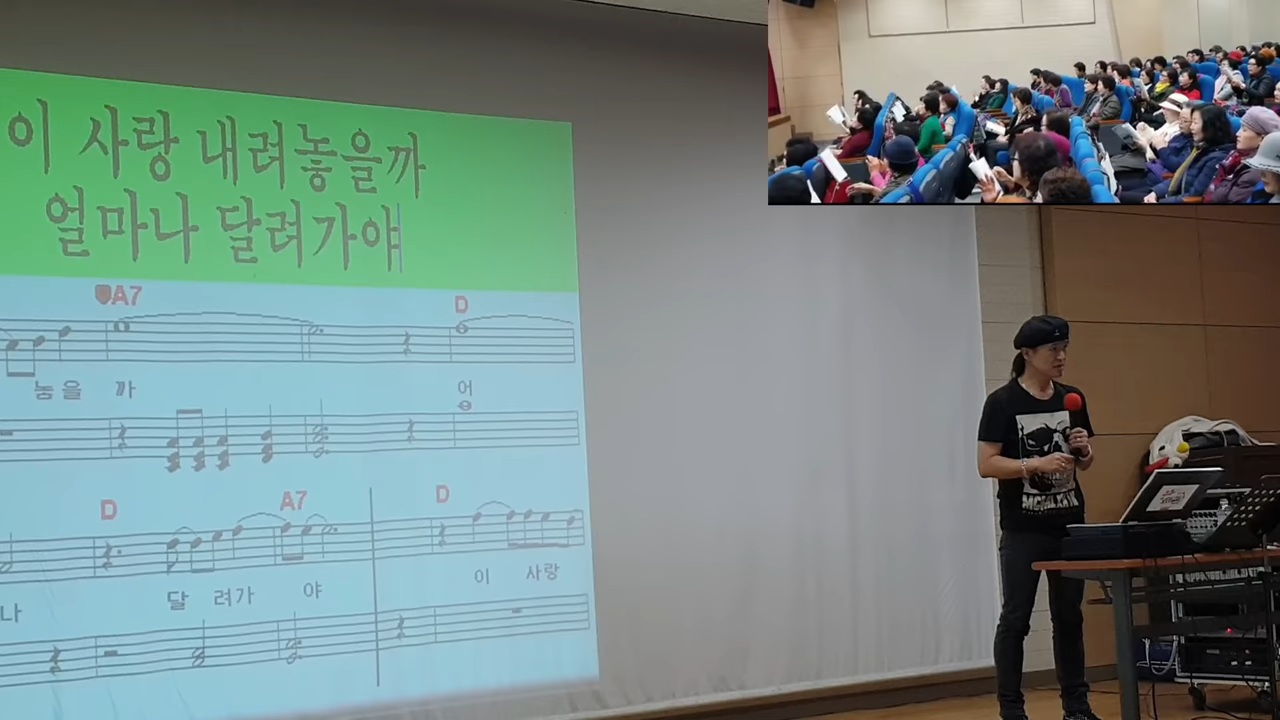 이 사랑 내려놓을까
얼마나 달려가야
A7 D
놓을 까 어
D A7 D
나 달 려가 야 이 사랑